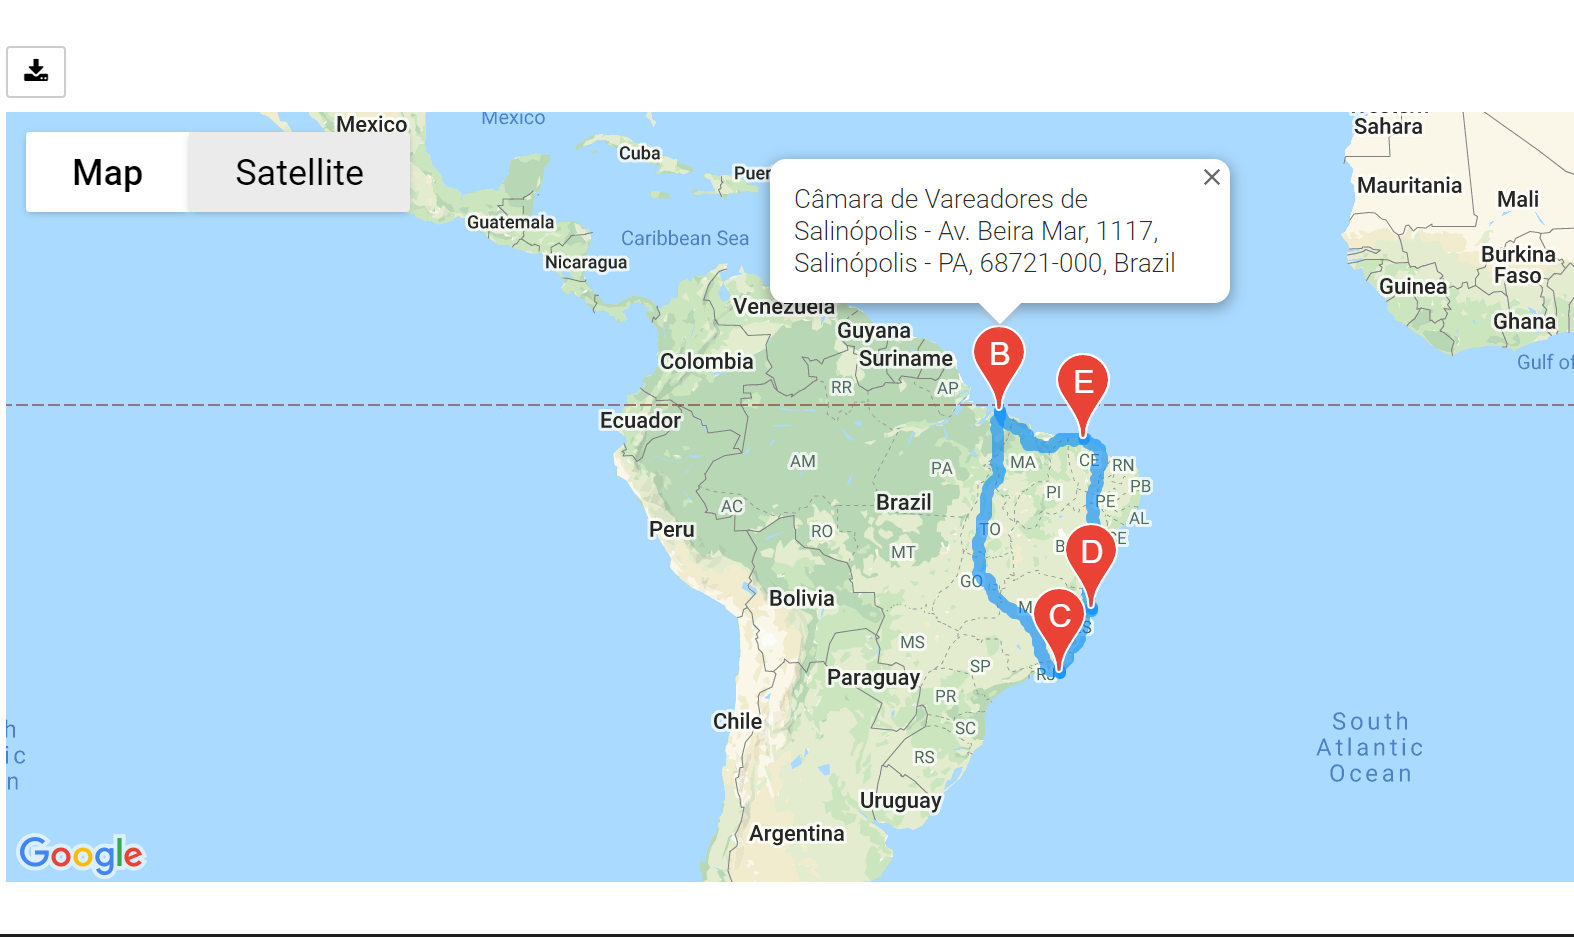 Mexico
Mexico
Sahara
Map
Satellite
Cuba
Mauritania
Mali
Câmara de Vareadores de
Salinópolis - Av. Beira Mar, 1117,
Salinópolis - PA, 68721-000, Brazil
Guatemala
Caribbean Sea
Nicaragua
Burkina
Faso
Guinea
Ghana
Gulf of
Venezuela
Guyana
Suriname
Colombia
RR
AP
B
E
Ecuador
AM
PA
MA
CE
RN
PI
PB
PE
AL
AC
Brazil
Peru
RO
MT
TO
D
GO
Bolivia
C
MS
SP
RJ
Paraguay
PR
SC
Chile
RS
South
Atlantic
Ocean
Uruguay
Argentina
Google